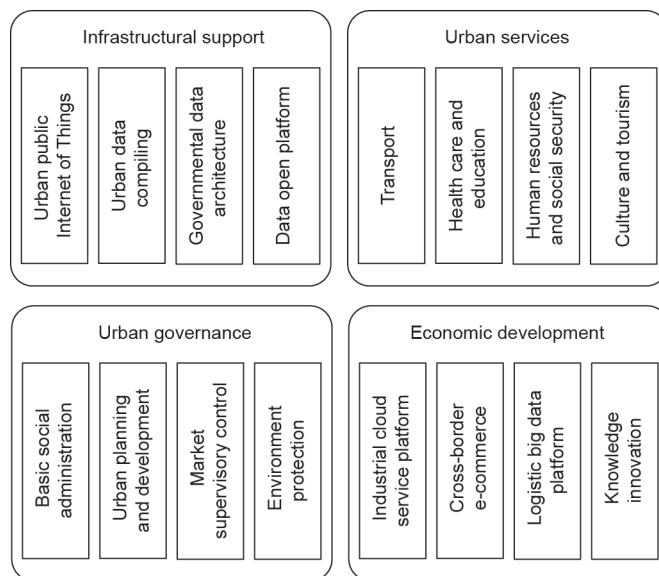 Infrastructural support
Urban public
Internet of Things
Urban data
compiling
Governmental data
architecture
Data open platform
Urban services
Transport
Health care and
education
Human resources
and social security
Culture and tourism
Urban governance
Basic social
administration
Urban planning
and development
Market
supervisory control
Environment
protection
Economic development
Industrial cloud
service platform
Cross-border
e-commerce
Logistic big data
platform
Knowledge
innovation